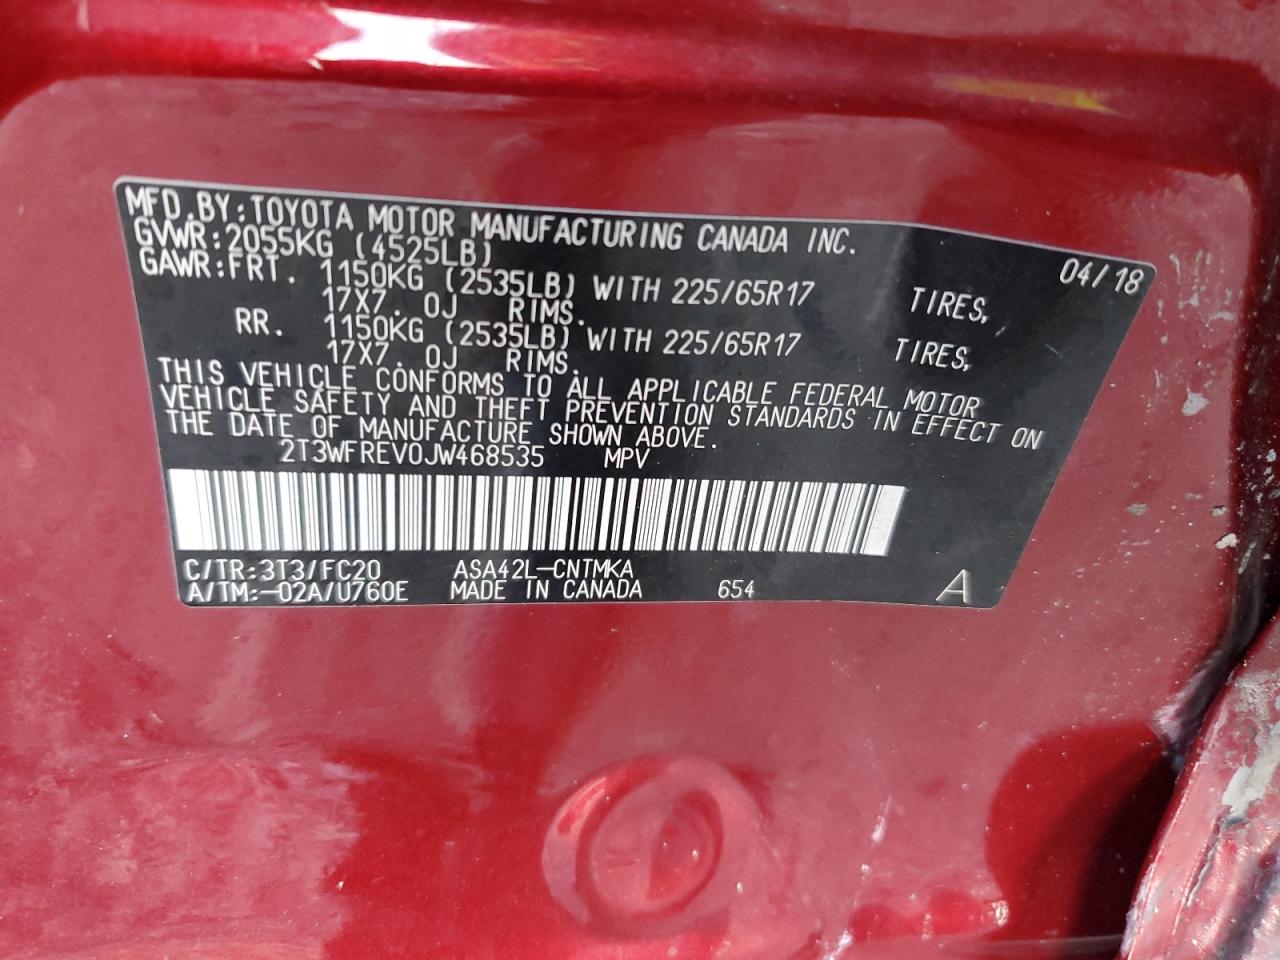 MFD.BY:TOYOTA MOTOR MANUFACTURING CANADA INC.
GVWR:2055KG (4525LB) 04/18
GAWR:FRT. 1150KG (2535LB) WITH 225/65R17 TIRES,
17X7.0J RIMS.
RR. 1150KG (2535LB) WITH 225/65R17 TIRES,
17X7.0J RIMS.
THIS VEHICLE CONFORMS TO ALL APPLICABLE FEDERAL MOTOR
VEHICLE SAFETY AND THEFT PREVENTION STANDARDS IN EFFECT ON
THE DATE OF MANUFACTURE SHOWN ABOVE.
2T3WFREV0JW468535 MPV
C/TR:3T3/FC20 ASA42L-CNTMKA
A/TM:-02A/U760E MADE IN CANADA 654 A